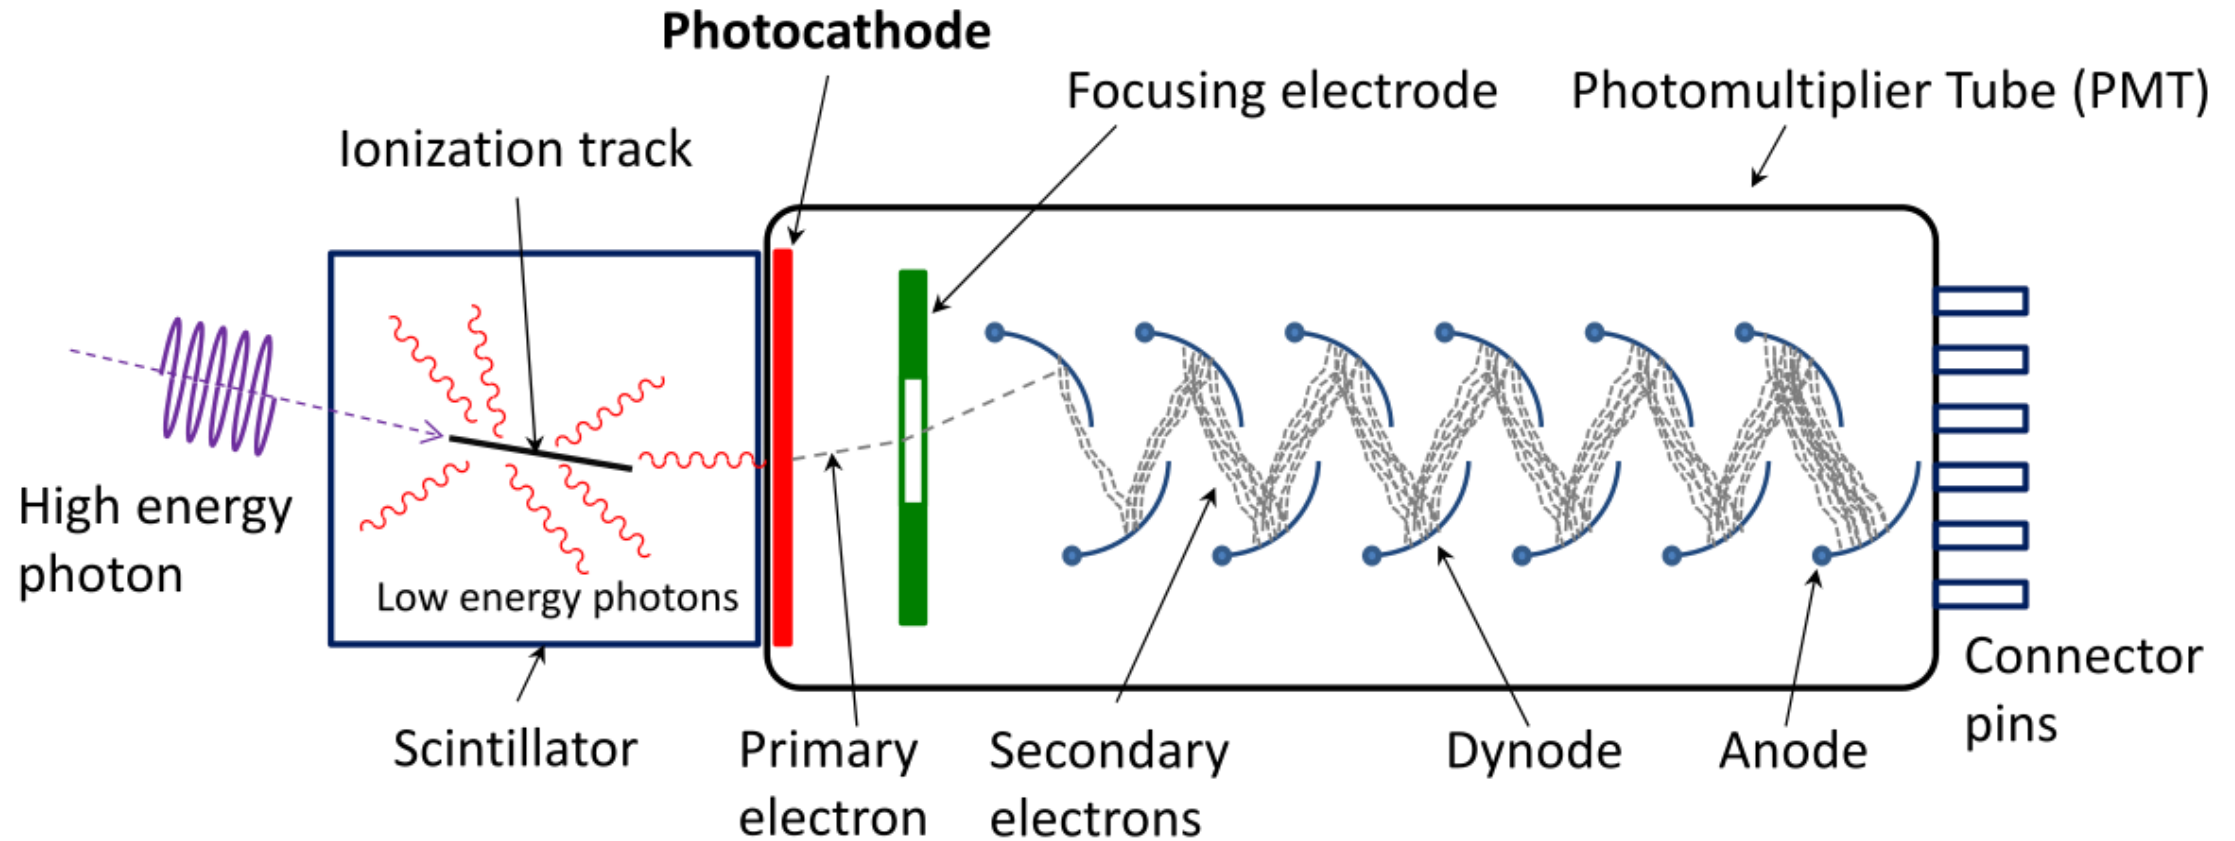 Photocathode
Focusing electrode
Photomultiplier Tube (PMT)
Ionization track
High energy
photon
Low energy photons
Scintillator
Primary
electron
Secondary
electrons
Dynode
Anode
Connector
pins